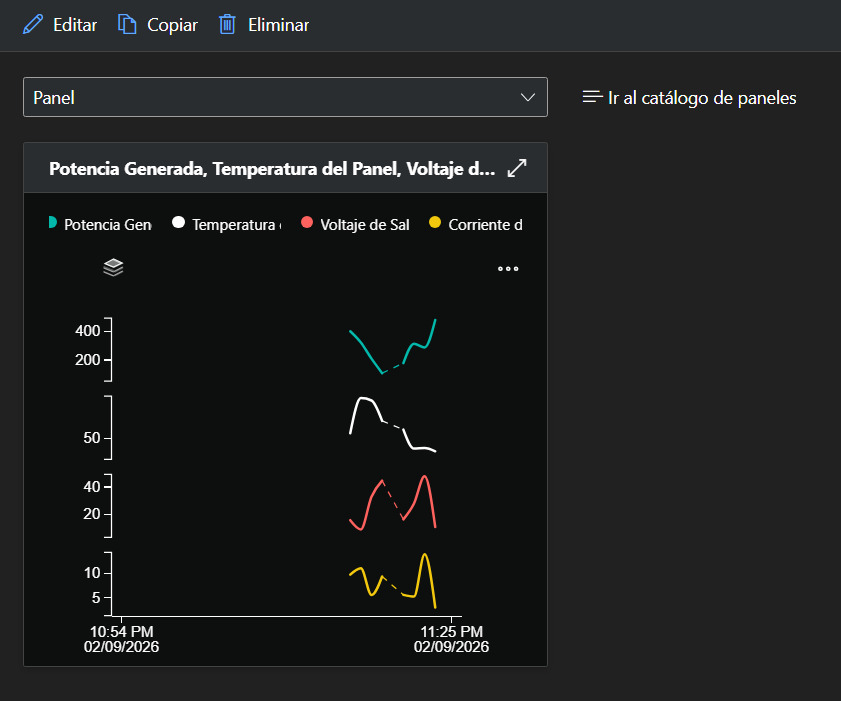 Editar Copiar Eliminar
Panel
Ir al catálogo de paneles
Potencia Generada, Temperatura del Panel, Voltaje d...
Potencia Gen Temperatura Voltaje de Sal Corriente d
400
200
50
40
20
10
5
10:54 PM 11:25 PM
02/09/2026 02/09/2026